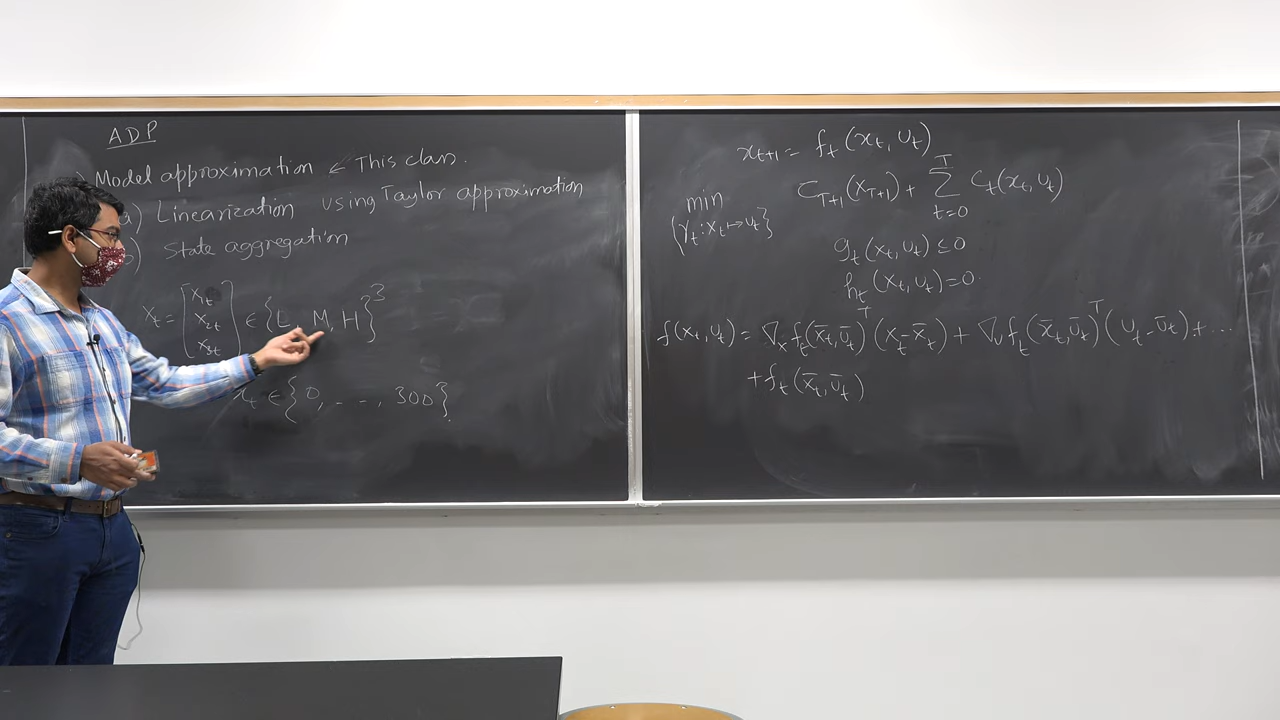 ADP
Model approximation ← This class.
a) Linearization using Taylor approximation
b) State aggregation
x_t = [x_1t
x_2t
x_3t] ∈ {L, M, H}^3
x_t ∈ {0, - - ., 300}
x_{t+1} = f_t(x_t, u_t)
min C_{T+1}(x_{T+1}) + Σ_{t=0}^{T} C_t(x_t, u_t)
{γ_t : x_t ↦ u_t}
g_t(x_t, u_t) ≤ 0
h_t(x_t, u_t) = 0
f(x_t, u_t) = ∇_x f_t(x̄_t, ū_t)^T (x_t - x̄_t) + ∇_u f_t(x̄_t, ū_t)^T (u_t - ū_t) + ...
+ f_t(x̄_t, ū_t)